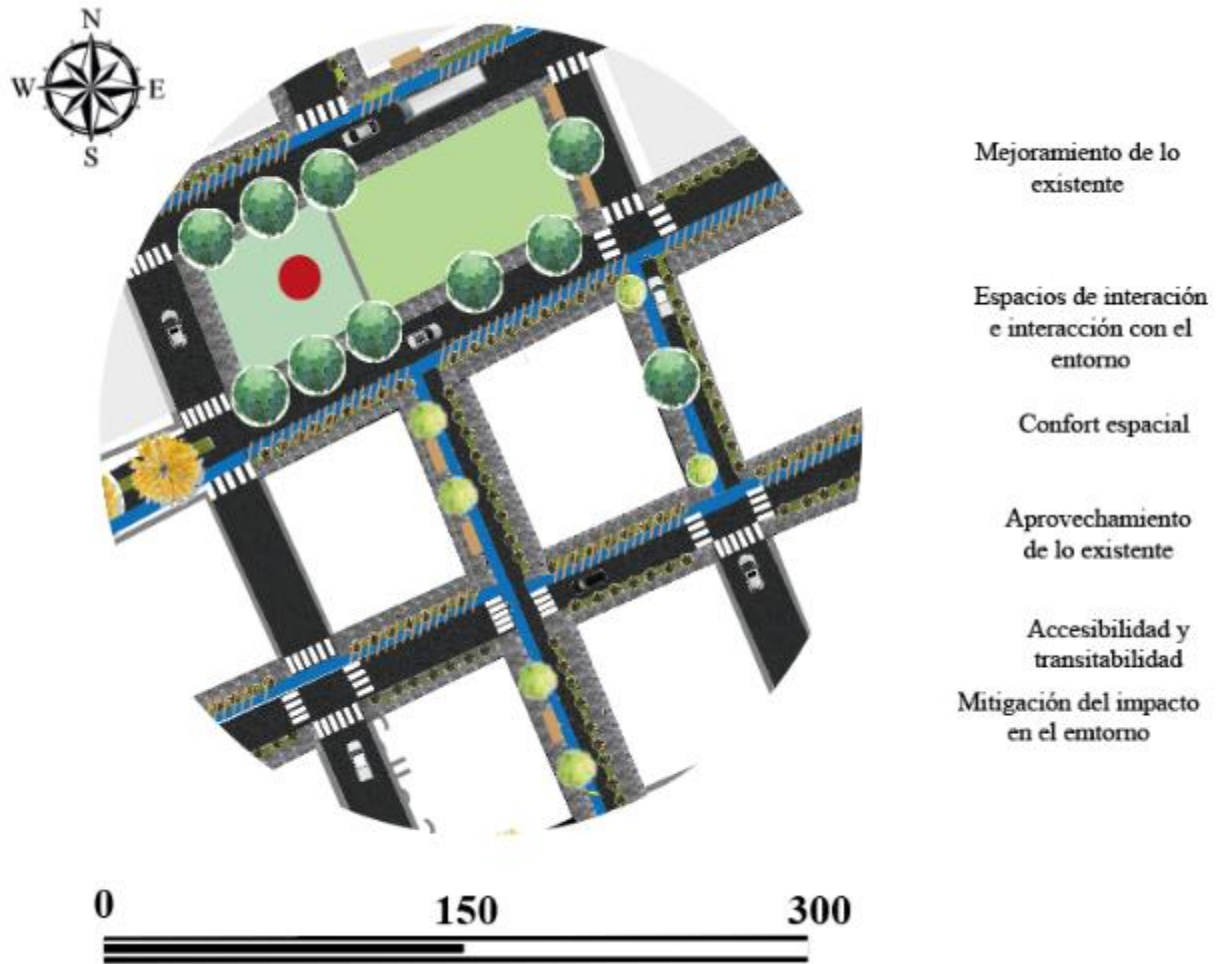 N
W E
S
Mejoramiento de lo
existente
Espacios de interación
e interacción con el
entorno
Confort espacial
Aprovechamiento
de lo existente
Accesibilidad y
transitabilidad
Mitigación del impacto
en el emtorno
0 150 300